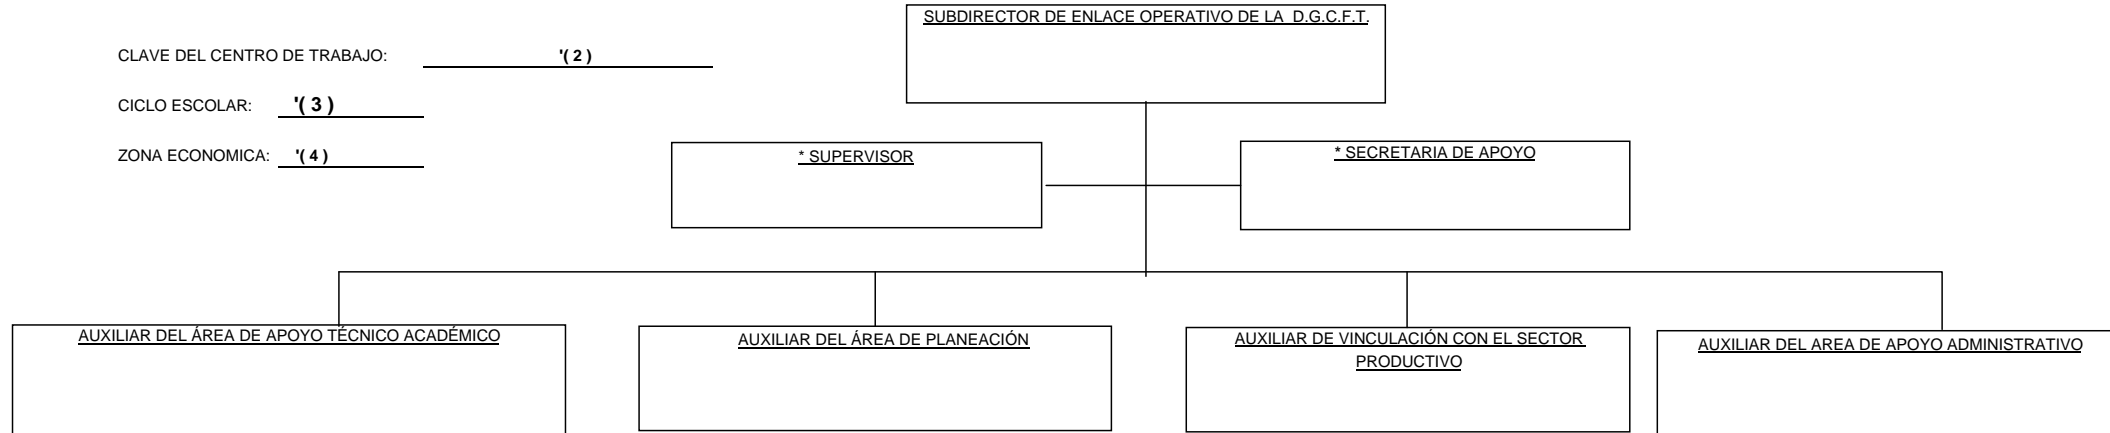 SUBDIRECTOR DE ENLACE OPERATIVO DE LA D.G.C.F.T.
CLAVE DEL CENTRO DE TRABAJO: '( 2 )
CICLO ESCOLAR: '( 3 )
ZONA ECONOMICA: '( 4 )
* SUPERVISOR
* SECRETARIA DE APOYO
AUXILIAR DEL ÁREA DE APOYO TÉCNICO ACADÉMICO
AUXILIAR DEL ÁREA DE PLANEACIÓN
AUXILIAR DE VINCULACIÓN CON EL SECTOR
PRODUCTIVO
AUXILIAR DEL AREA DE APOYO ADMINISTRATIVO